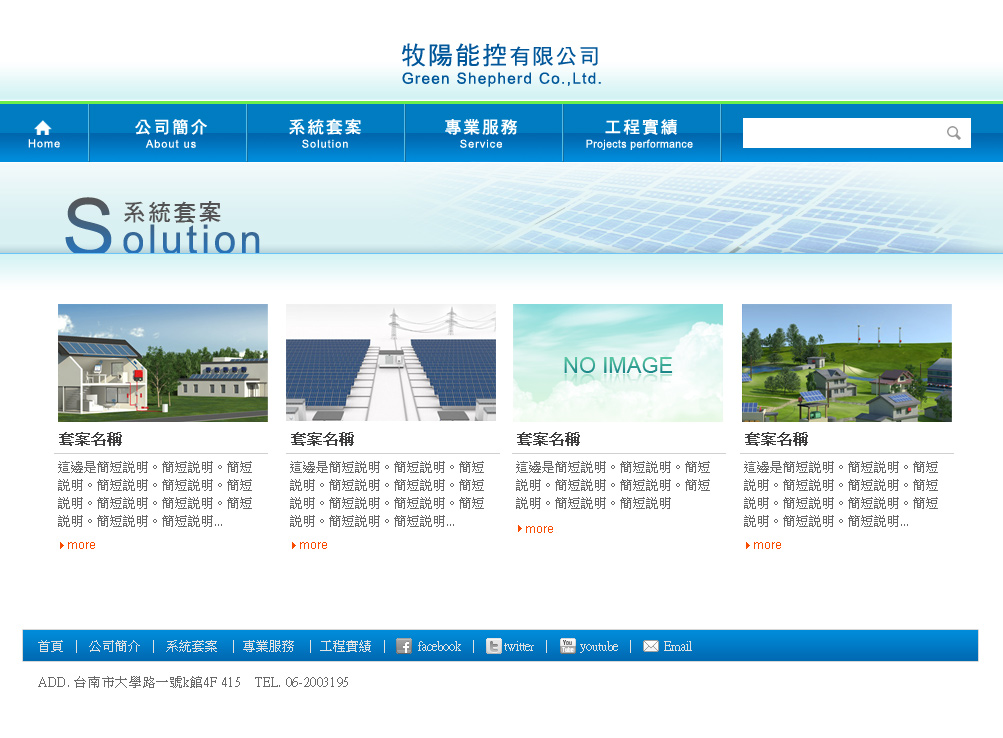 牧陽能控有限公司
Green Shepherd Co.,Ltd.
Home
公司簡介
About us
系統套案
Solution
專業服務
Service
工程實績
Projects performance
系統套案
Solution
NO IMAGE
套案名稱
這邊是簡短說明。簡短說明。簡短
說明。簡短說明。簡短說明。簡短
說明。簡短說明。簡短說明。簡短
說明。簡短說明。簡短說明...
more
套案名稱
這邊是簡短說明。簡短說明。簡短
說明。簡短說明。簡短說明。簡短
說明。簡短說明。簡短說明。簡短
說明。簡短說明。簡短說明...
more
套案名稱
這邊是簡短說明。簡短說明。簡短
說明。簡短說明。簡短說明。簡短
說明。簡短說明。簡短說明
more
套案名稱
這邊是簡短說明。簡短說明。簡短
說明。簡短說明。簡短說明。簡短
說明。簡短說明。簡短說明。簡短
說明。簡短說明。簡短說明...
more
首頁 | 公司簡介 | 系統套案 | 專業服務 | 工程實績 | facebook | twitter | You Tube youtube | Email
ADD. 台南市大學路一號k館4F 415 TEL. 06-2003195